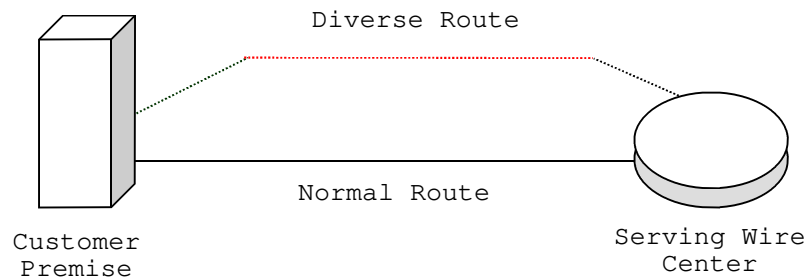 Diverse Route
Normal Route
Customer
Premise
Serving Wire
Center